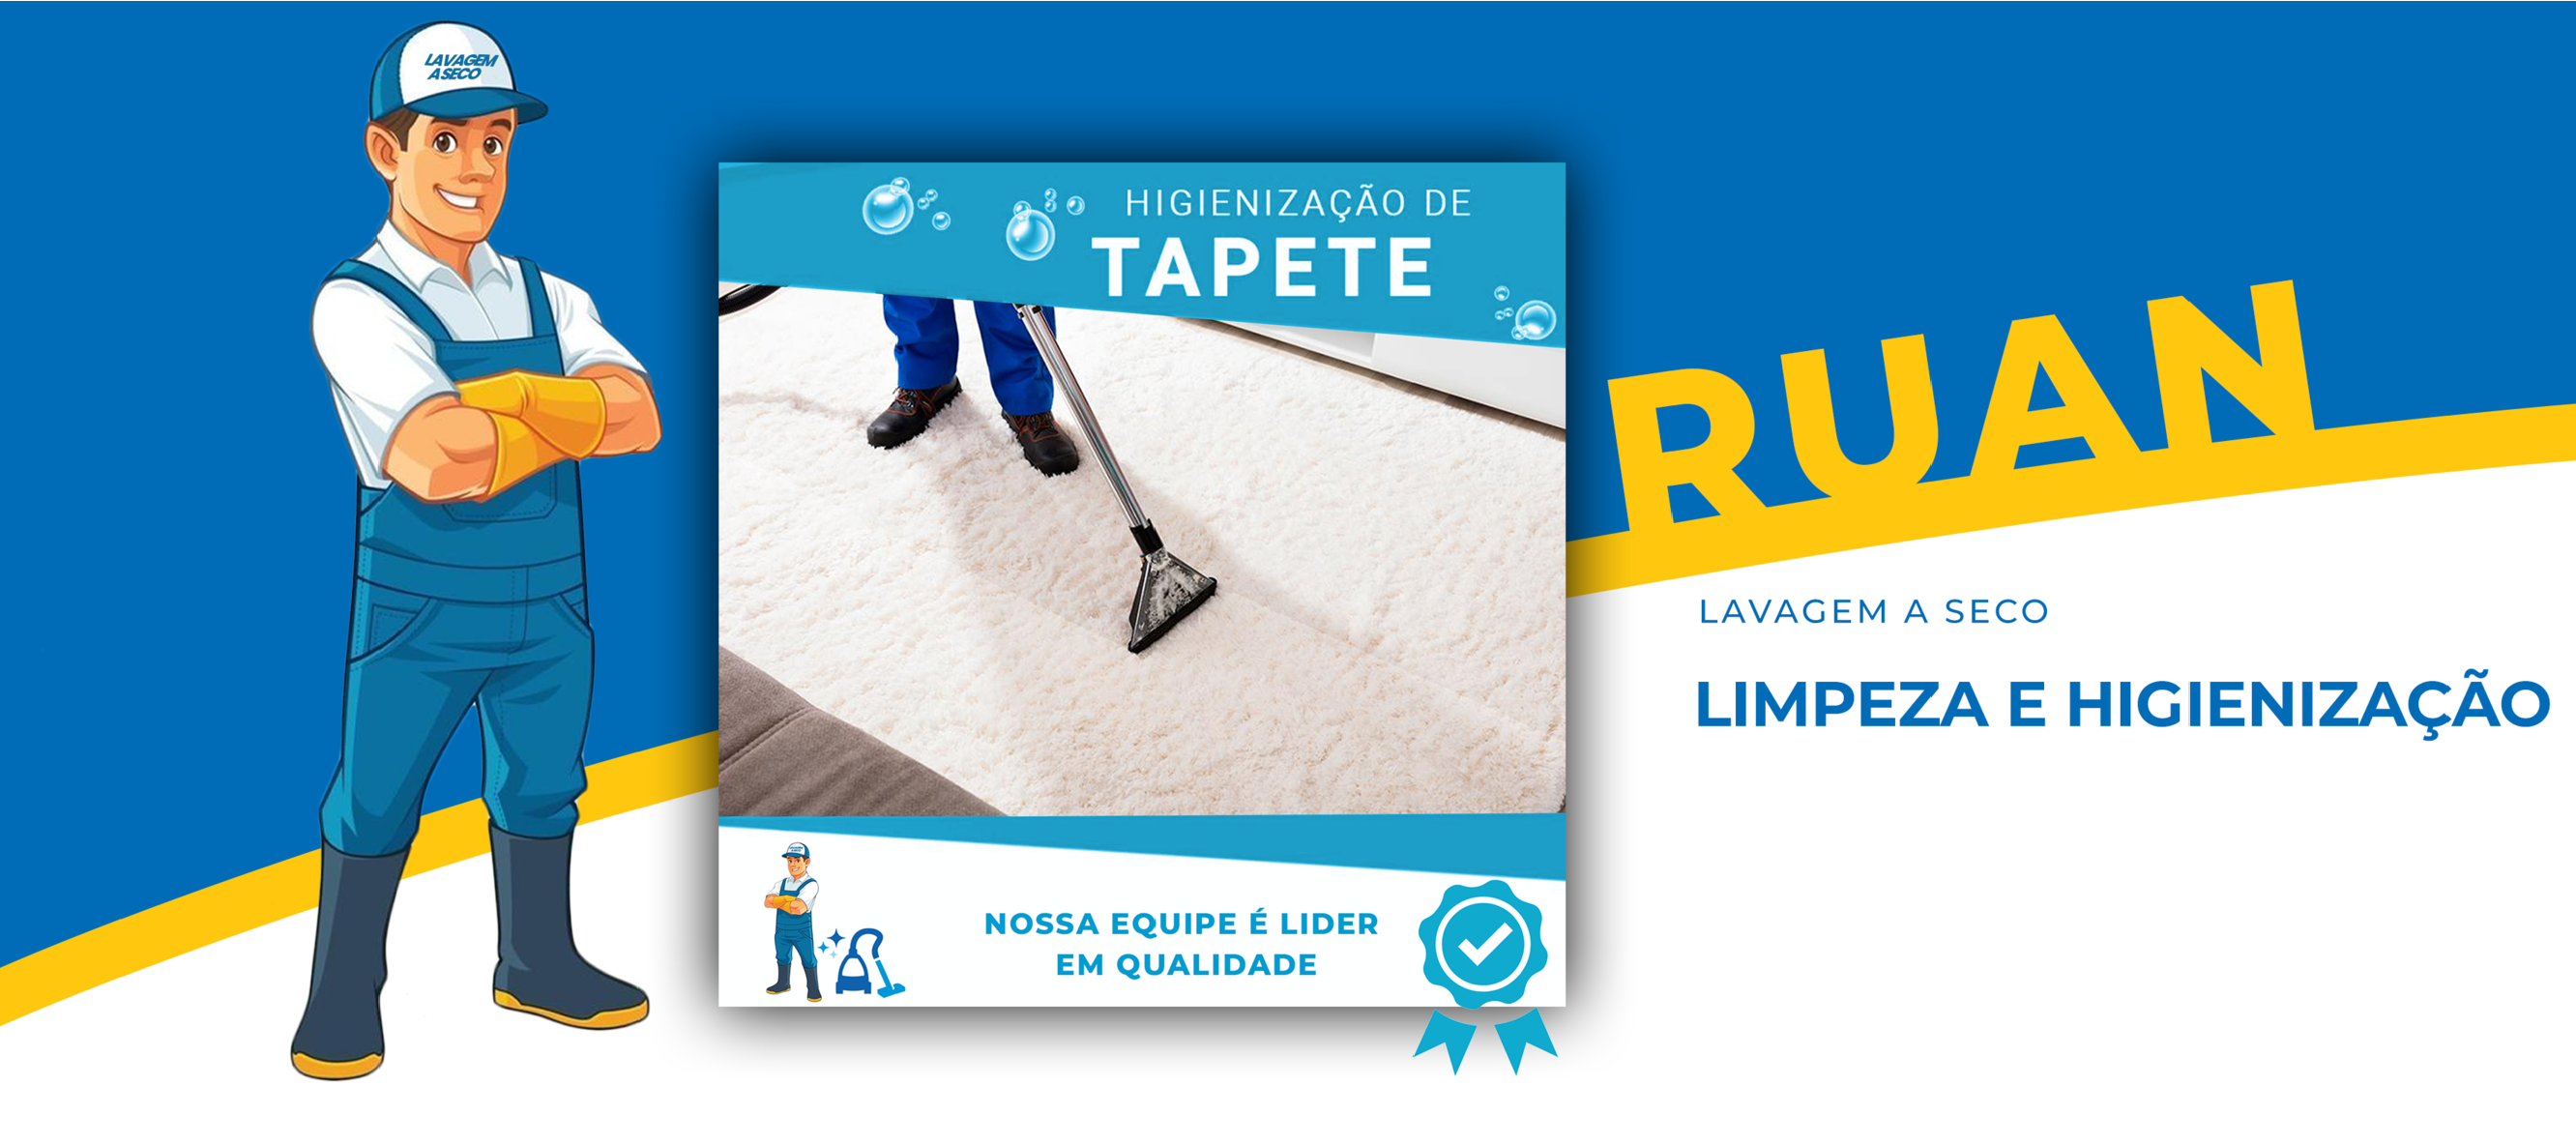 LAVAGEM
A SECO
HIGIENIZAÇÃO DE
TAPETE
NOSSA EQUIPE É LIDER
EM QUALIDADE
RUAN
LAVAGEM A SECO
LIMPEZA E HIGIENIZAÇÃO